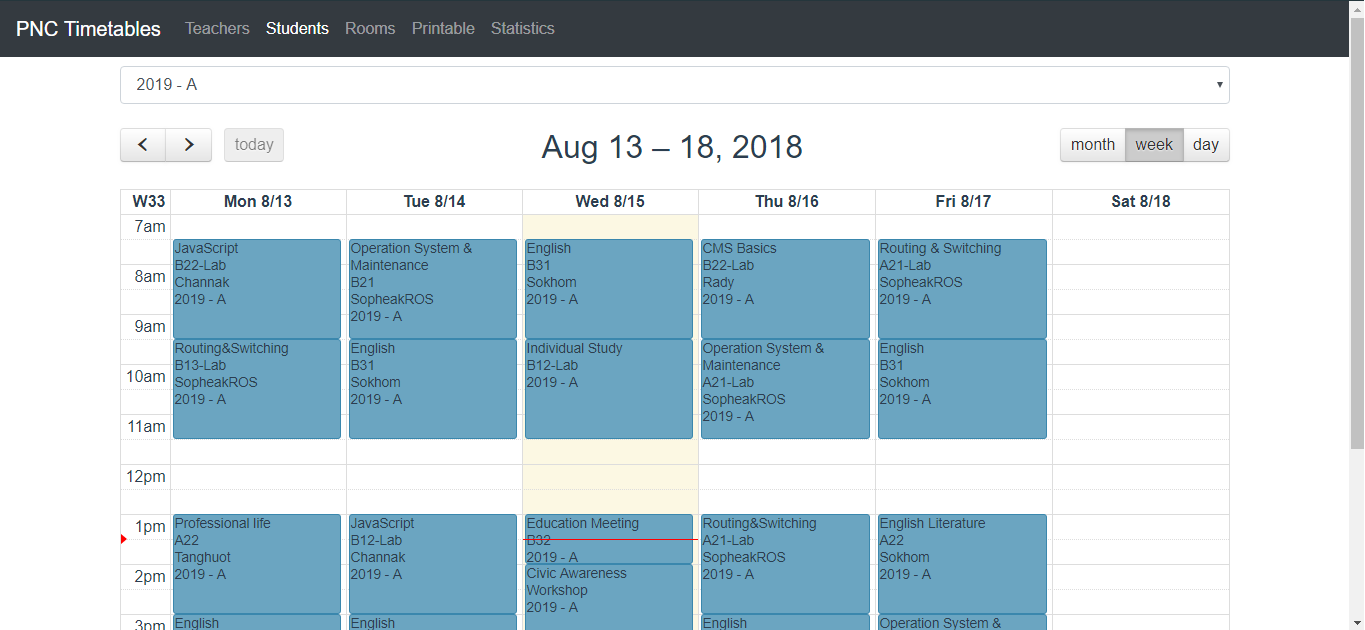 PNC Timetables Teachers Students Rooms Printable Statistics
2019 - A
today Aug 13 – 18, 2018 month week day
W33 Mon 8/13 Tue 8/14 Wed 8/15 Thu 8/16 Fri 8/17 Sat 8/18
7am
8am
9am
10am
11am
12pm
1pm
2pm
3pm
JavaScript
B22-Lab
Channak
2019 - A
Routing&Switching
B13-Lab
SopheakROS
2019 - A
Professional life
A22
Tanghuot
2019 - A
English
Operation System &
Maintenance
B21
SopheakROS
2019 - A
English
B31
Sokhom
2019 - A
JavaScript
B12-Lab
Channak
2019 - A
English
English
B31
Sokhom
2019 - A
Individual Study
B12-Lab
2019 - A
Education Meeting
B32
2019 - A
Civic Awareness
Workshop
2019 - A
CMS Basics
B22-Lab
Rady
2019 - A
Operation System &
Maintenance
A21-Lab
SopheakROS
2019 - A
Routing&Switching
A21-Lab
SopheakROS
2019 - A
English
Routing & Switching
A21-Lab
SopheakROS
2019 - A
English
B31
Sokhom
2019 - A
English Literature
A22
Sokhom
2019 - A
Operation System &